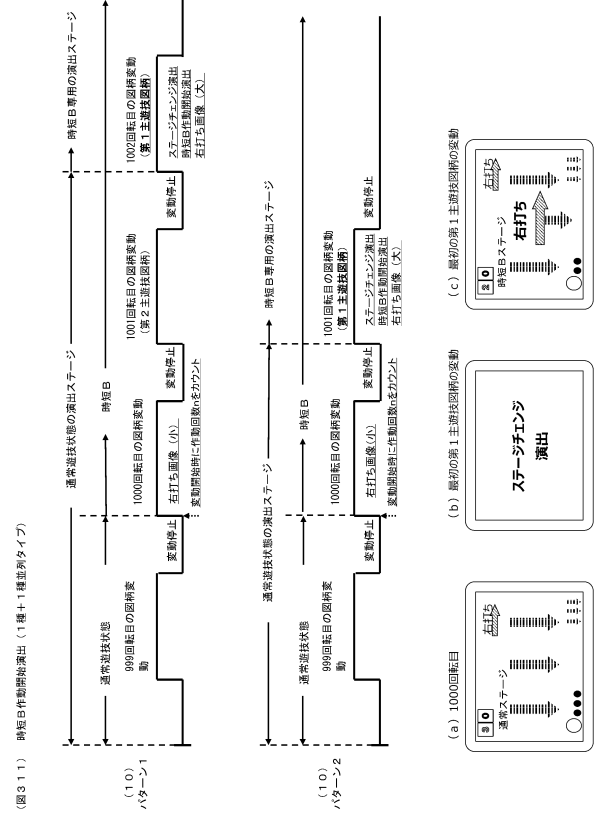 (図311) 時短B作動開始演出(1種+1種並列タイプ)
(10)
パターン1
通常遊技状態の演出ステージ
時短B専用の演出ステージ
通常遊技状態
時短B
999回転目の図柄変
動
変動停止
1000回転目の図柄変動
右打ち画像(小)
変動開始時に作動回数nをカウント
変動停止
1001回転目の図柄変動
(第2主遊技図柄)
変動停止
1002回転目の図柄変動
(第1主遊技図柄)
ステージチェンジ演出
時短B作動開始演出
右打ち画像(大)
(10)
パターン2
通常遊技状態の演出ステージ
時短B専用の演出ステージ
通常遊技状態
時短B
999回転目の図柄変
動
変動停止
1000回転目の図柄変動
右打ち画像(小)
変動開始時に作動回数nをカウント
変動停止
1001回転目の図柄変動
(第1主遊技図柄)
ステージチェンジ演出
時短B作動開始演出
右打ち画像(大)
変動停止
(a)1000回転目
3 0
通常ステージ
右打ち
(b)最初の第1主遊技図柄の変動
ステージチェンジ
演出
(c)最初の第1主遊技図柄の変動
2 0
時短Bステージ
右打ち
右打ち